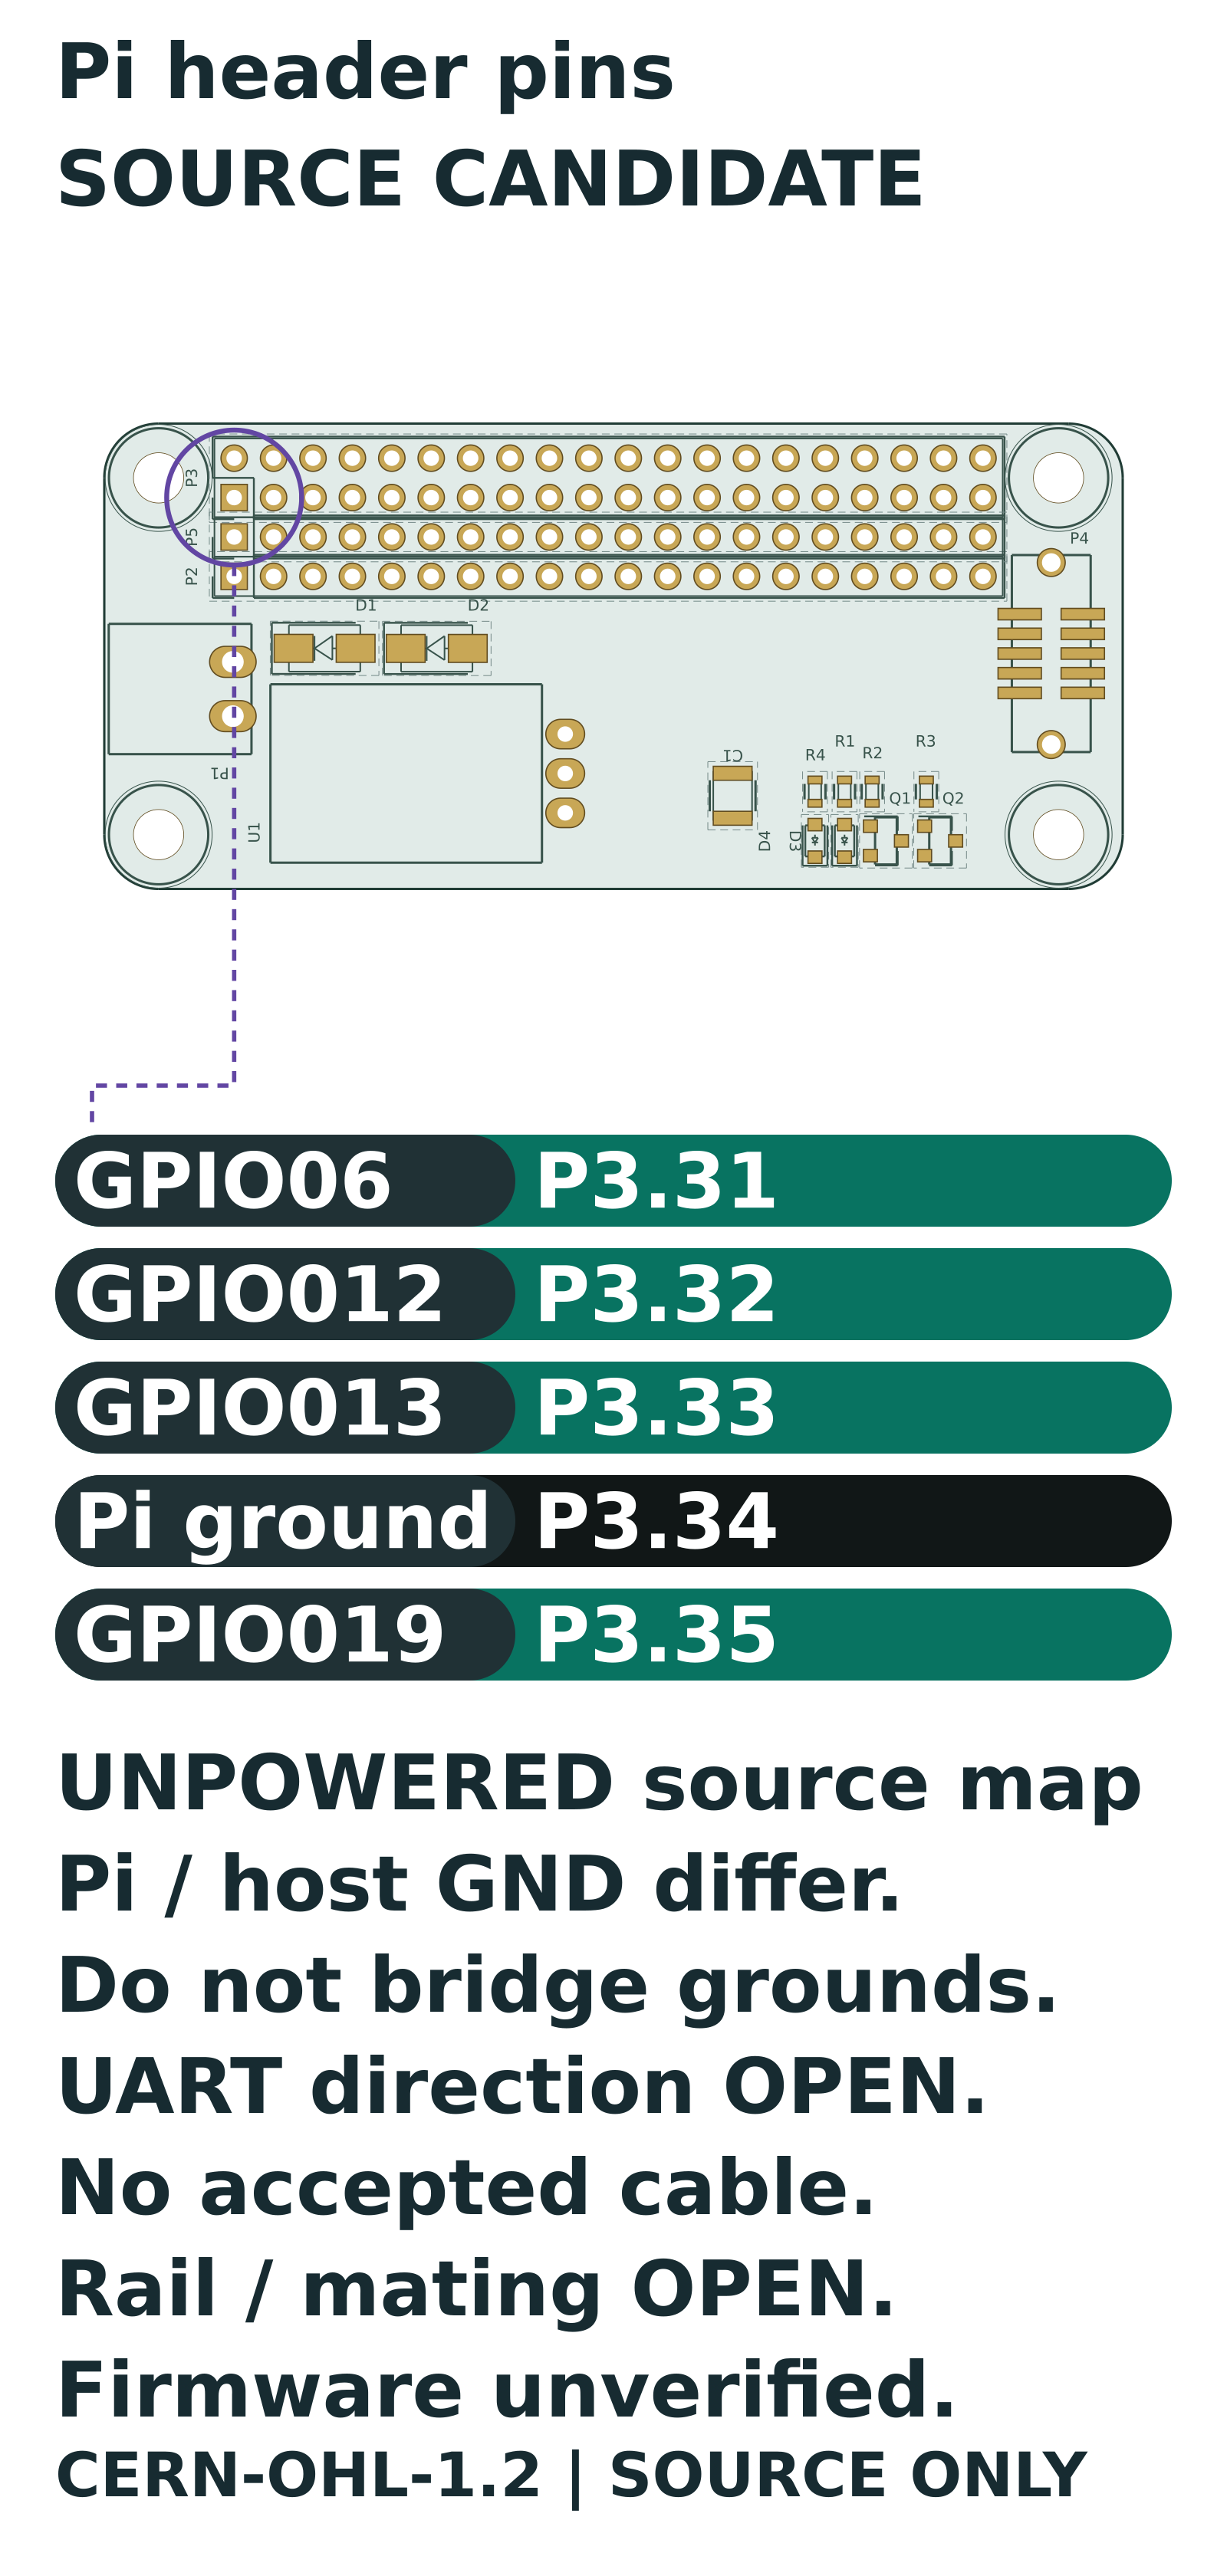 Pi header pins
SOURCE CANDIDATE
P3
P5
P2
P4
D1 D2
P1
U1
C1
D4
D3
R4
R1
R2
R3
Q1
Q2
GPIO06 P3.31
GPIO012 P3.32
GPIO013 P3.33
Pi ground P3.34
GPIO019 P3.35
UNPOWERED source map
Pi / host GND differ.
Do not bridge grounds.
UART direction OPEN.
No accepted cable.
Rail / mating OPEN.
Firmware unverified.
CERN-OHL-1.2 | SOURCE ONLY